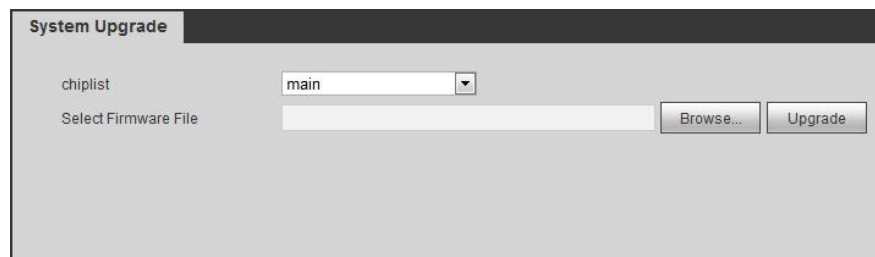 System Upgrade
chiplist main
Select Firmware File Browse... Upgrade